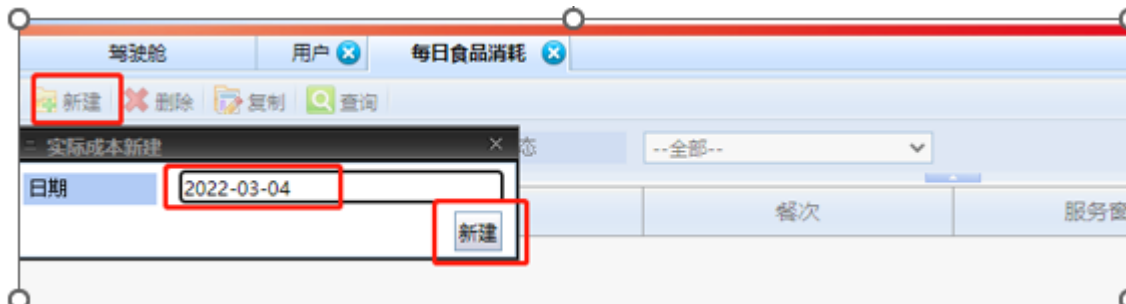 驾驶舱 用户 每日食品消耗
新建 删除 复制 查询
实际成本新建
态 --全部--
日期 2022-03-04
餐次 服务窗
新建